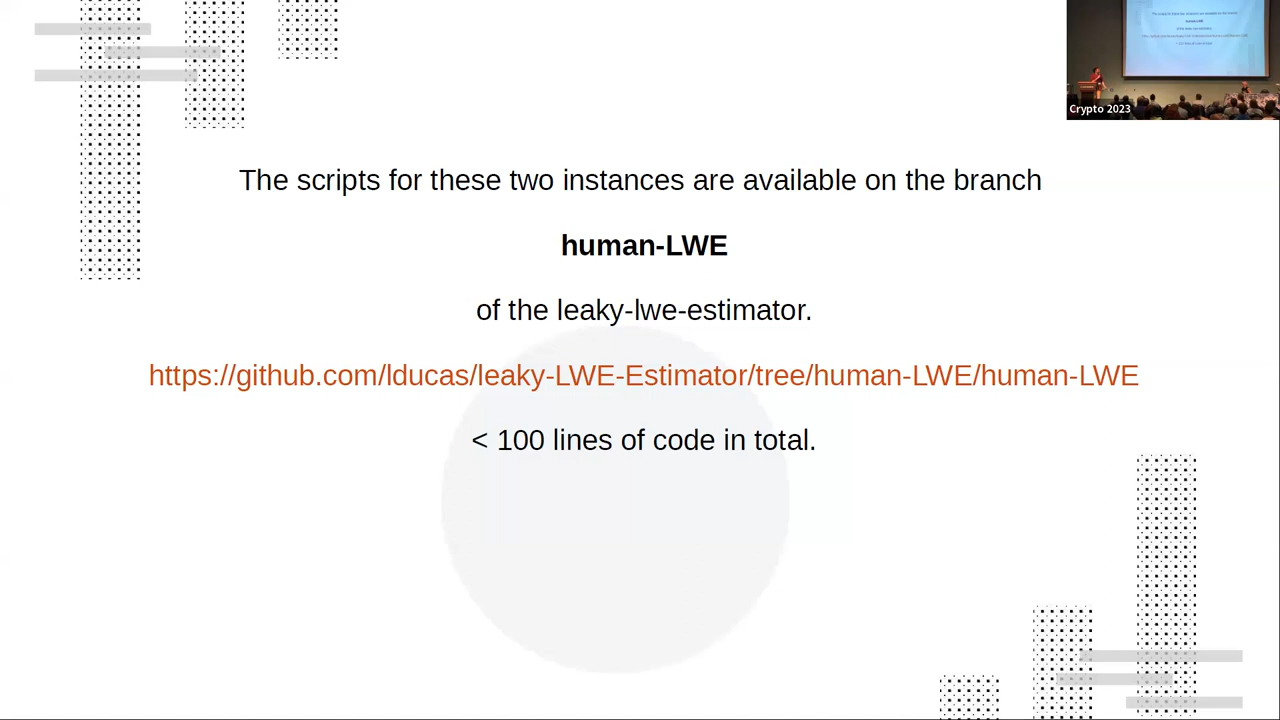 Crypto 2023
The scripts for these two instances are available on the branch
human-LWE
of the leaky-lwe-estimator.
https://github.com/lducas/leaky-LWE-Estimator/tree/human-LWE/human-LWE
< 100 lines of code in total.